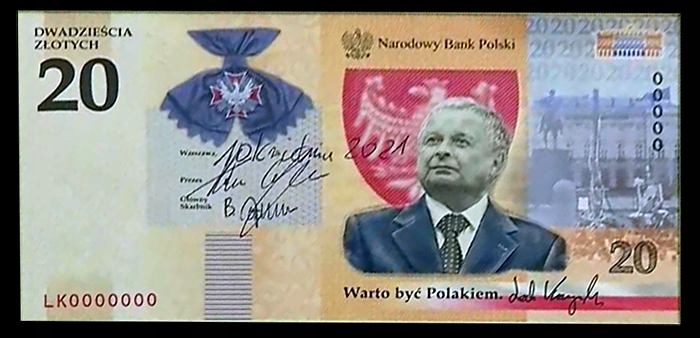 DWADZIEŚCIA
ZŁOTYCH
20
Narodowy Bank Polski
20202020202020
00000
Warszawa, 10 kwietnia 2021
Prezes
Główny
Skarbnik
20
LK0000000
Warto być Polakiem.